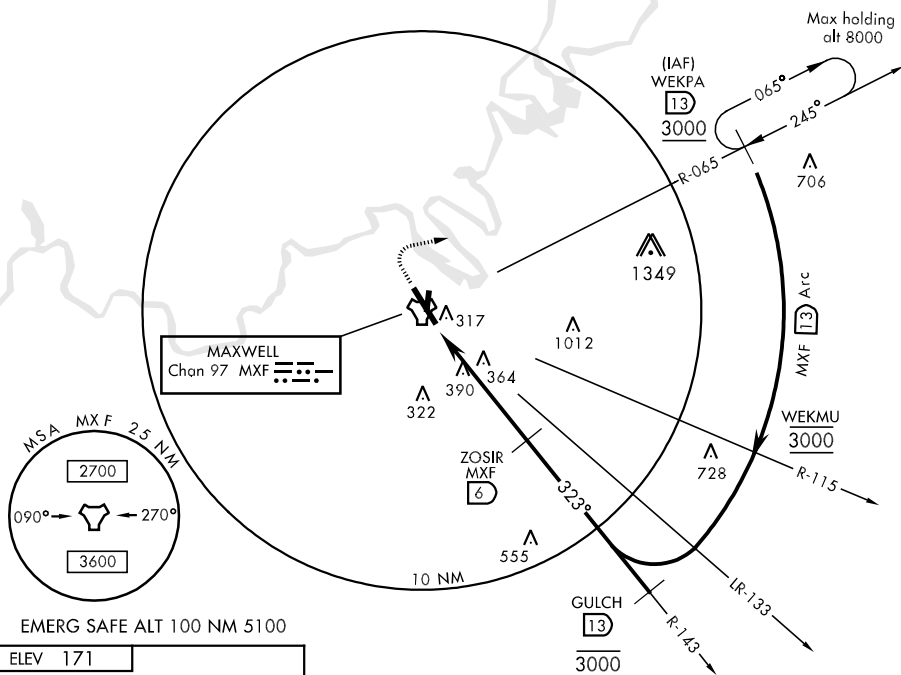 Max holding
alt 8000
(IAF)
WEKPA
13
3000
065°
245°
R-065
706
1349
MXF 13 Arc
317
1012
MAXWELL
Chan 97 MXF
364
390
322
WEKMU
3000
728
R-115
ZOSIR
MXF
6
323°
555
10 NM
MSA MXF 25 NM
2700
090°
270°
3600
GULCH
13
3000
R-143
LR-133
EMERG SAFE ALT 100 NM 5100
ELEV 171